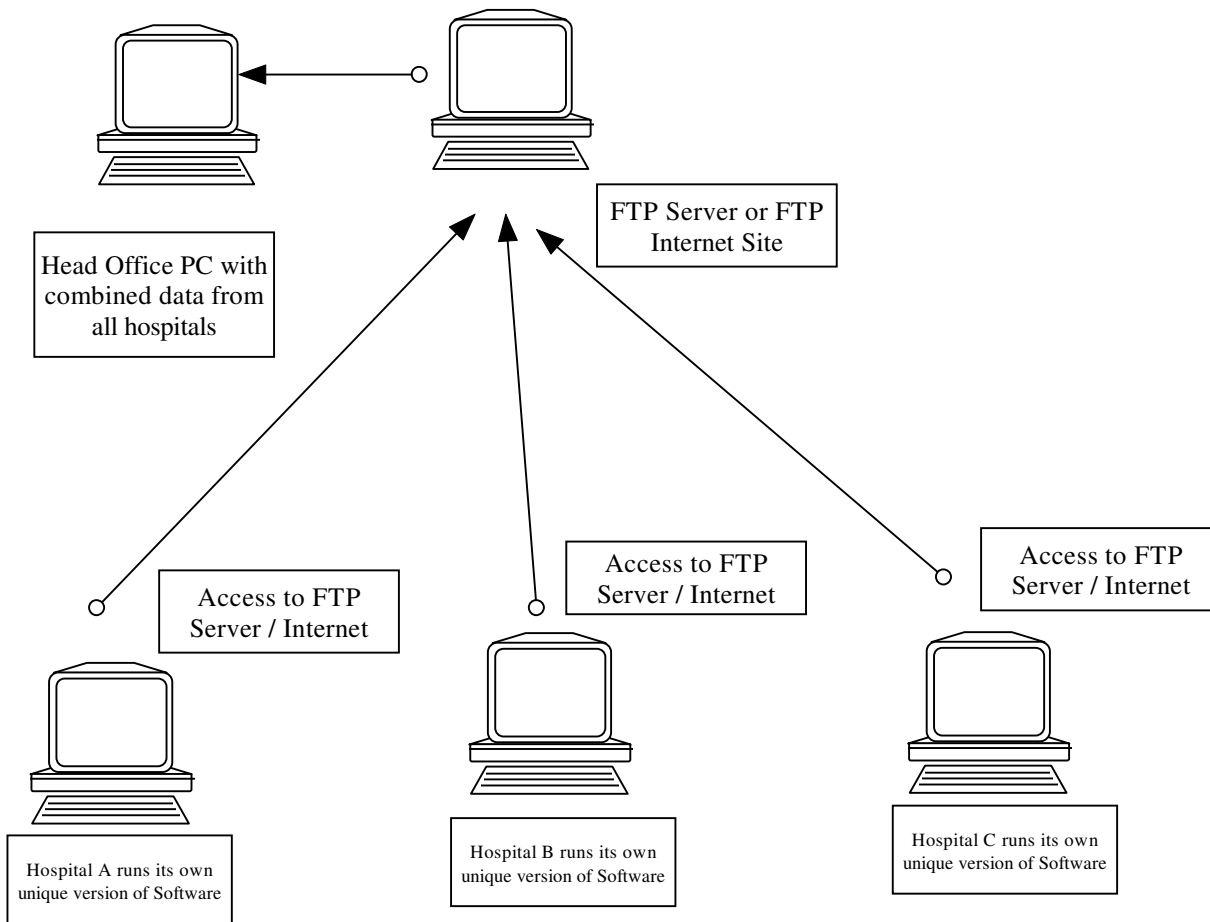 FTP Server or FTP
Internet Site
Head Office PC with
combined data from
all hospitals
Access to FTP
Server / Internet
Access to FTP
Server / Internet
Access to FTP
Server / Internet
Hospital A runs its own
unique version of Software
Hospital B runs its own
unique version of Software
Hospital C runs its own
unique version of Software